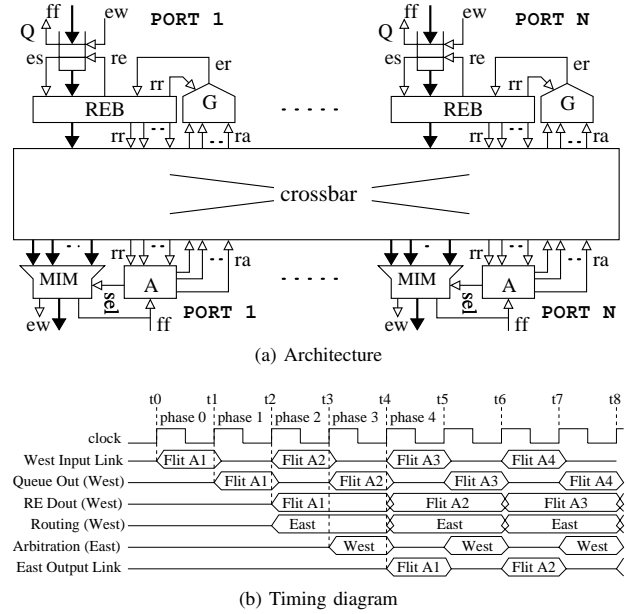 ff PORT 1 ew ff PORT N ew
Q Q
es re er es re er
rr rr
REB G REB G
rr ra rr ra
crossbar
rr ra rr ra
MIM A MIM A
sel PORT 1 sel PORT N
ew ff ew ff
(a) Architecture
t0 t1 t2 t3 t4 t5 t6 t7 t8
phase 0 phase 1 phase 2 phase 3 phase 4
clock
West Input Link Flit A1 Flit A2 Flit A3 Flit A4
Queue Out (West) Flit A1 Flit A2 Flit A3 Flit A4
RE Dout (West) Flit A1 Flit A2 Flit A3
Routing (West) East East East
Arbitration (East) West West West
East Output Link Flit A1 Flit A2
(b) Timing diagram